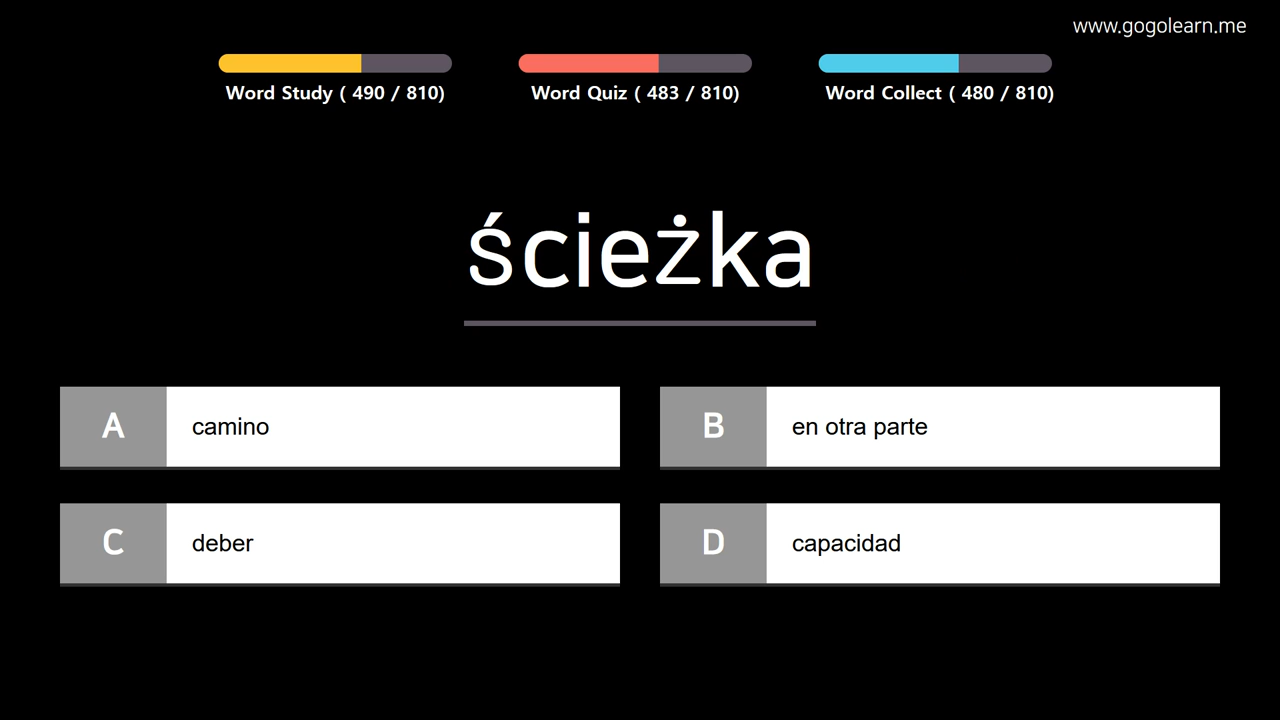 www.gogolearn.me
Word Study ( 490 / 810)
Word Quiz ( 483 / 810)
Word Collect ( 480 / 810)
ścieżka
A
camino
B
en otra parte
C
deber
D
capacidad